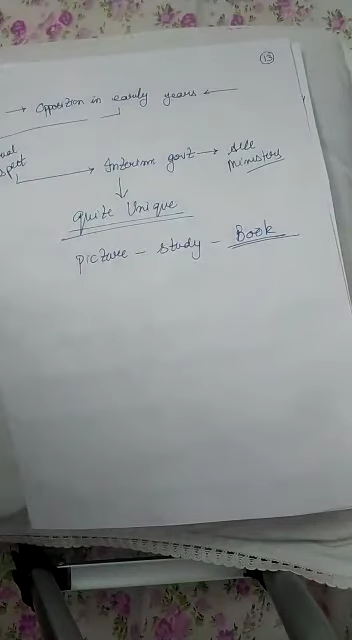 13
→ Opposition in early years ←
→ Interim govt → All
Ministers
↓
quite Unique
picture - study - Book